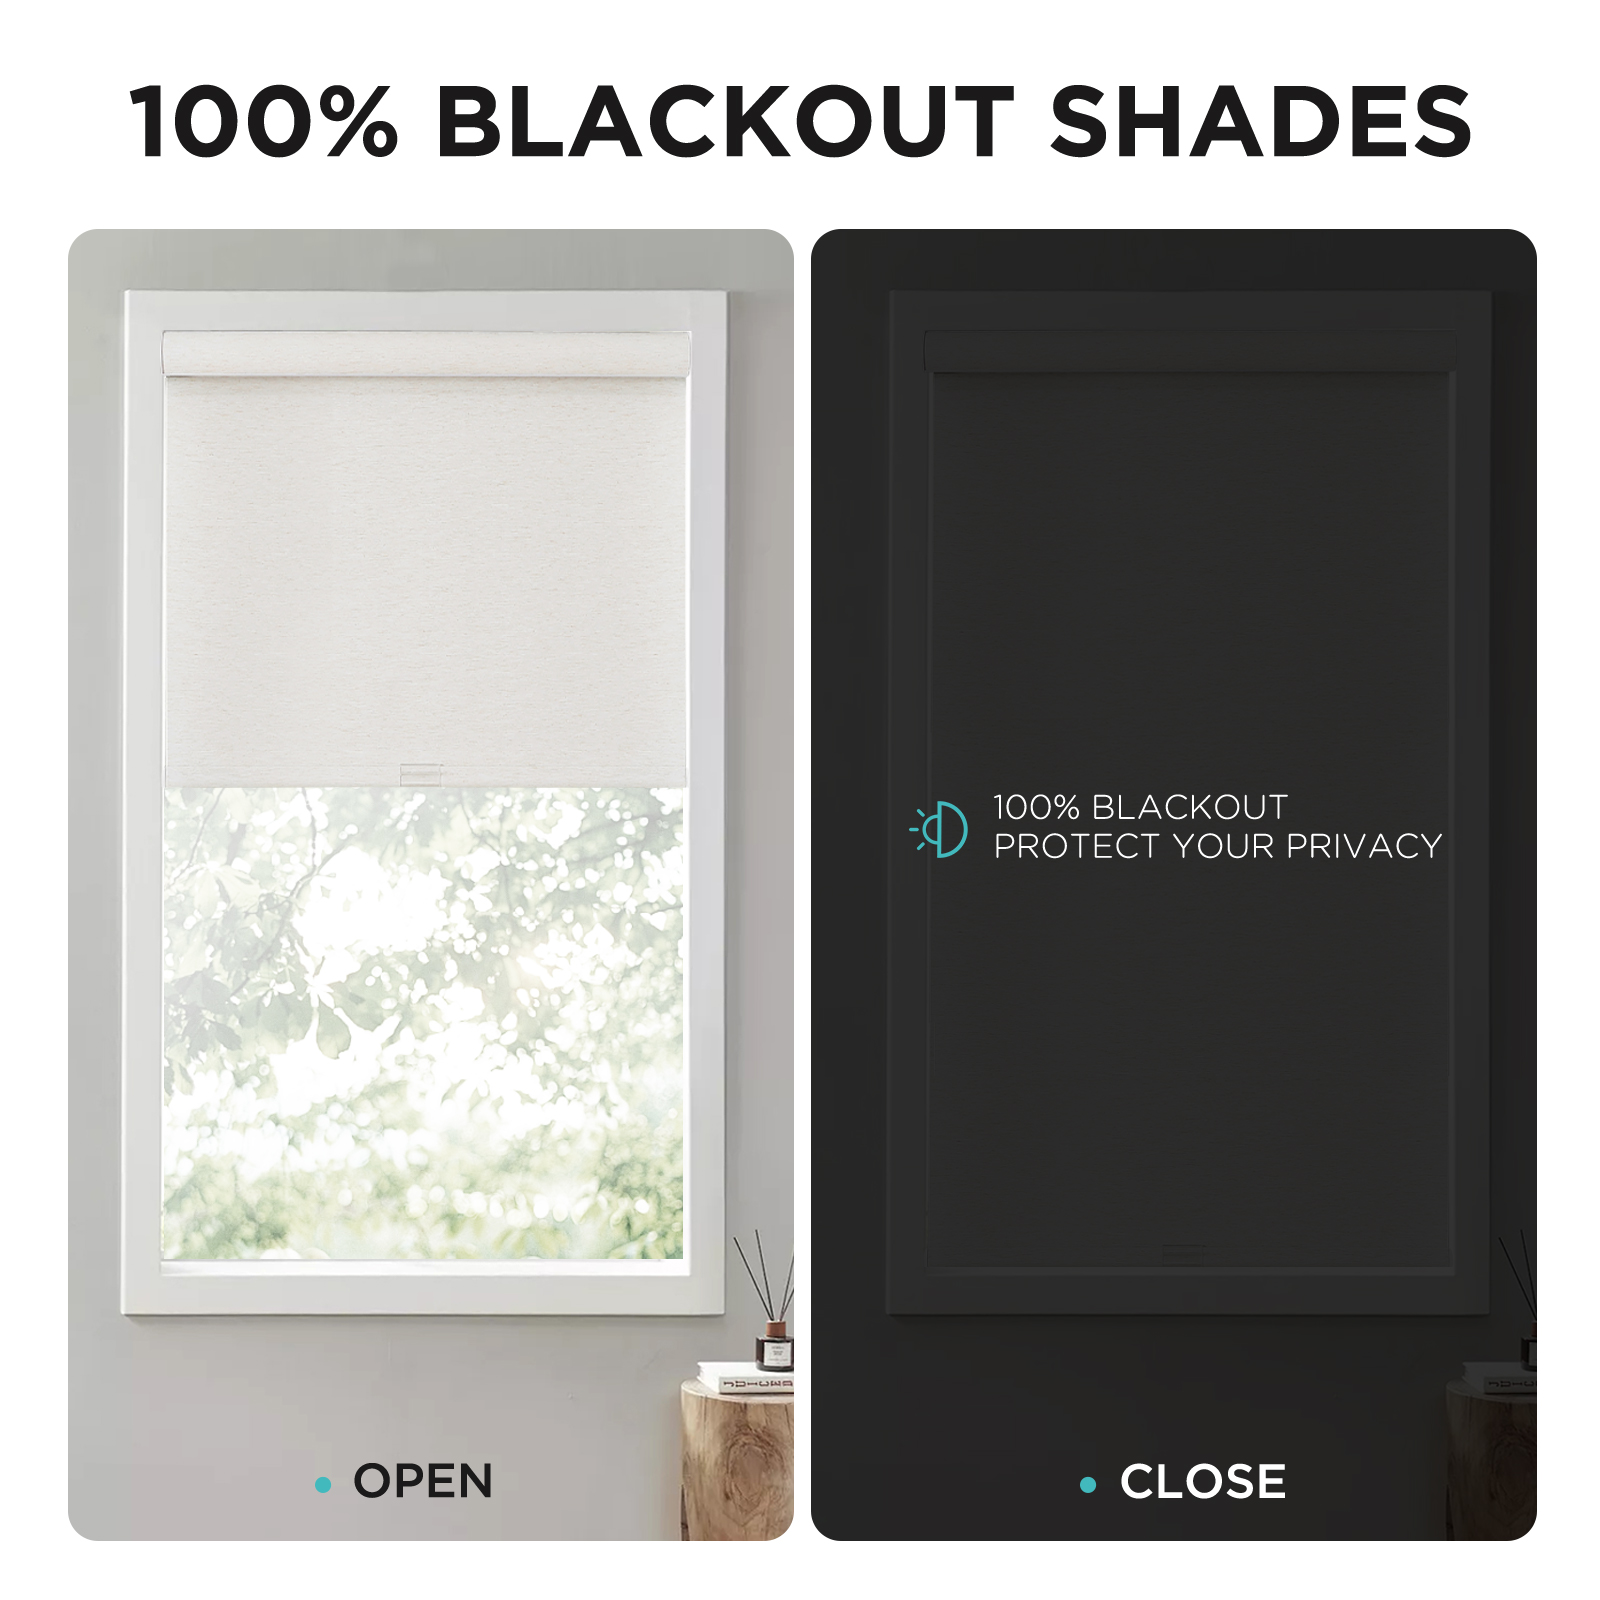 100% BLACKOUT SHADES
100% BLACKOUT
PROTECT YOUR PRIVACY
OPEN
CLOSE